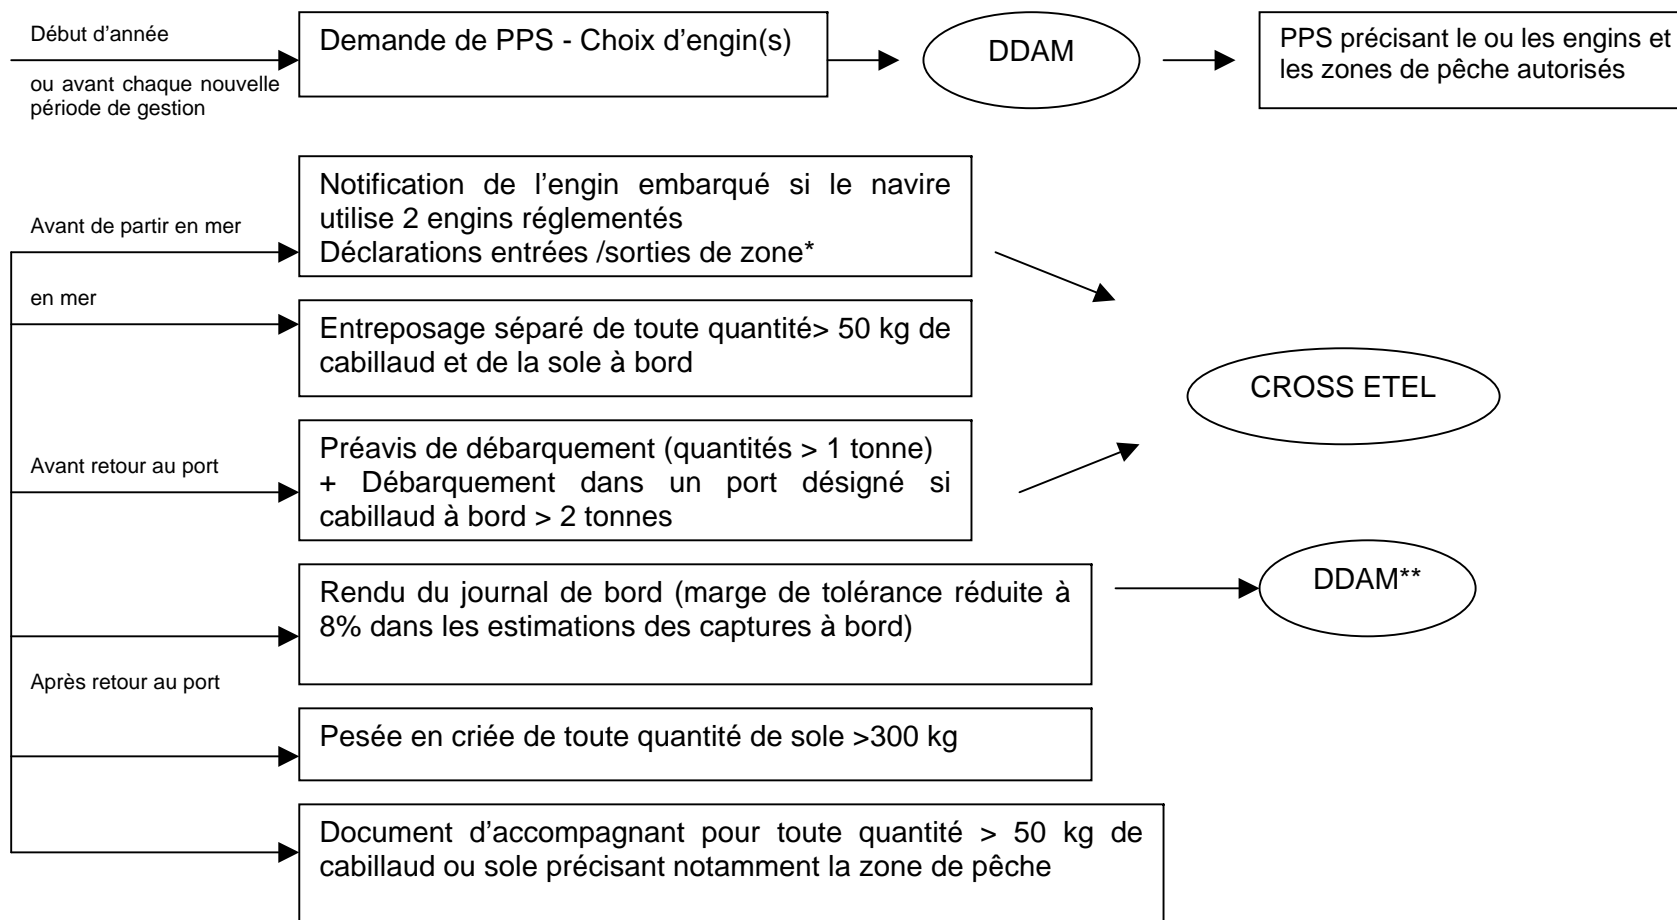 Début d'année
ou avant chaque nouvelle
période de gestion
Demande de PPS - Choix d'engin(s)
DDAM
PPS précisant le ou les engins et
les zones de pêche autorisés
Avant de partir en mer
Notification de l'engin embarqué si le navire
utilise 2 engins réglementés
Déclarations entrées /sorties de zone*
en mer
Entreposage séparé de toute quantité> 50 kg de
cabillaud et de la sole à bord
CROSS ETEL
Avant retour au port
Préavis de débarquement (quantités > 1 tonne)
+ Débarquement dans un port désigné si
cabillaud à bord > 2 tonnes
Rendu du journal de bord (marge de tolérance réduite à
8% dans les estimations des captures à bord)
DDAM**
Après retour au port
Pesée en criée de toute quantité de sole >300 kg
Document d'accompagnant pour toute quantité > 50 kg de
cabillaud ou sole précisant notamment la zone de pêche